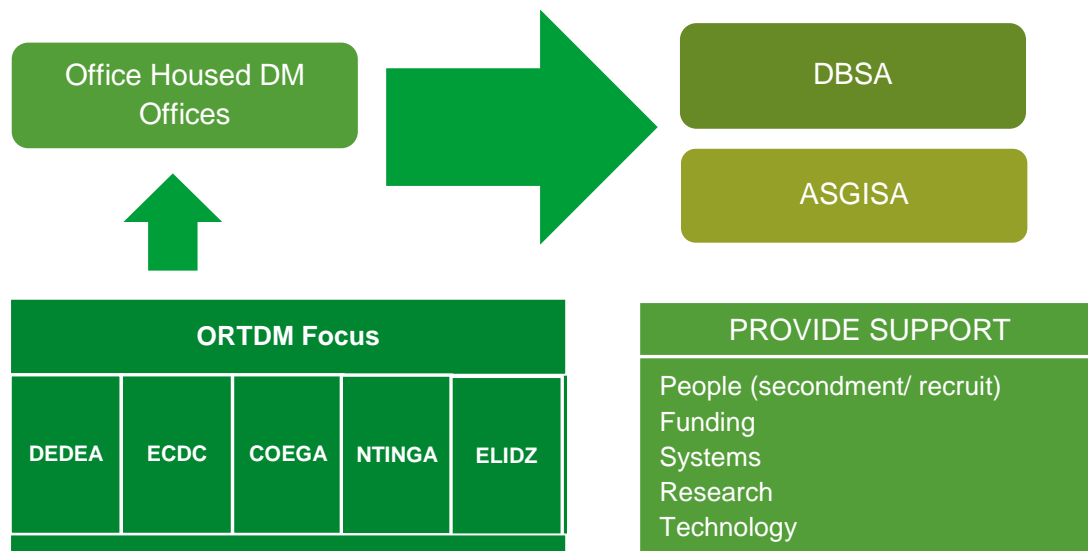 Office Housed DM
Offices
DBSA
ASGISA
ORTDM Focus
DEDEA
ECDC
COEGA
NTINGA
ELIDZ
PROVIDE SUPPORT
People (secondment/ recruit)
Funding
Systems
Research
Technology